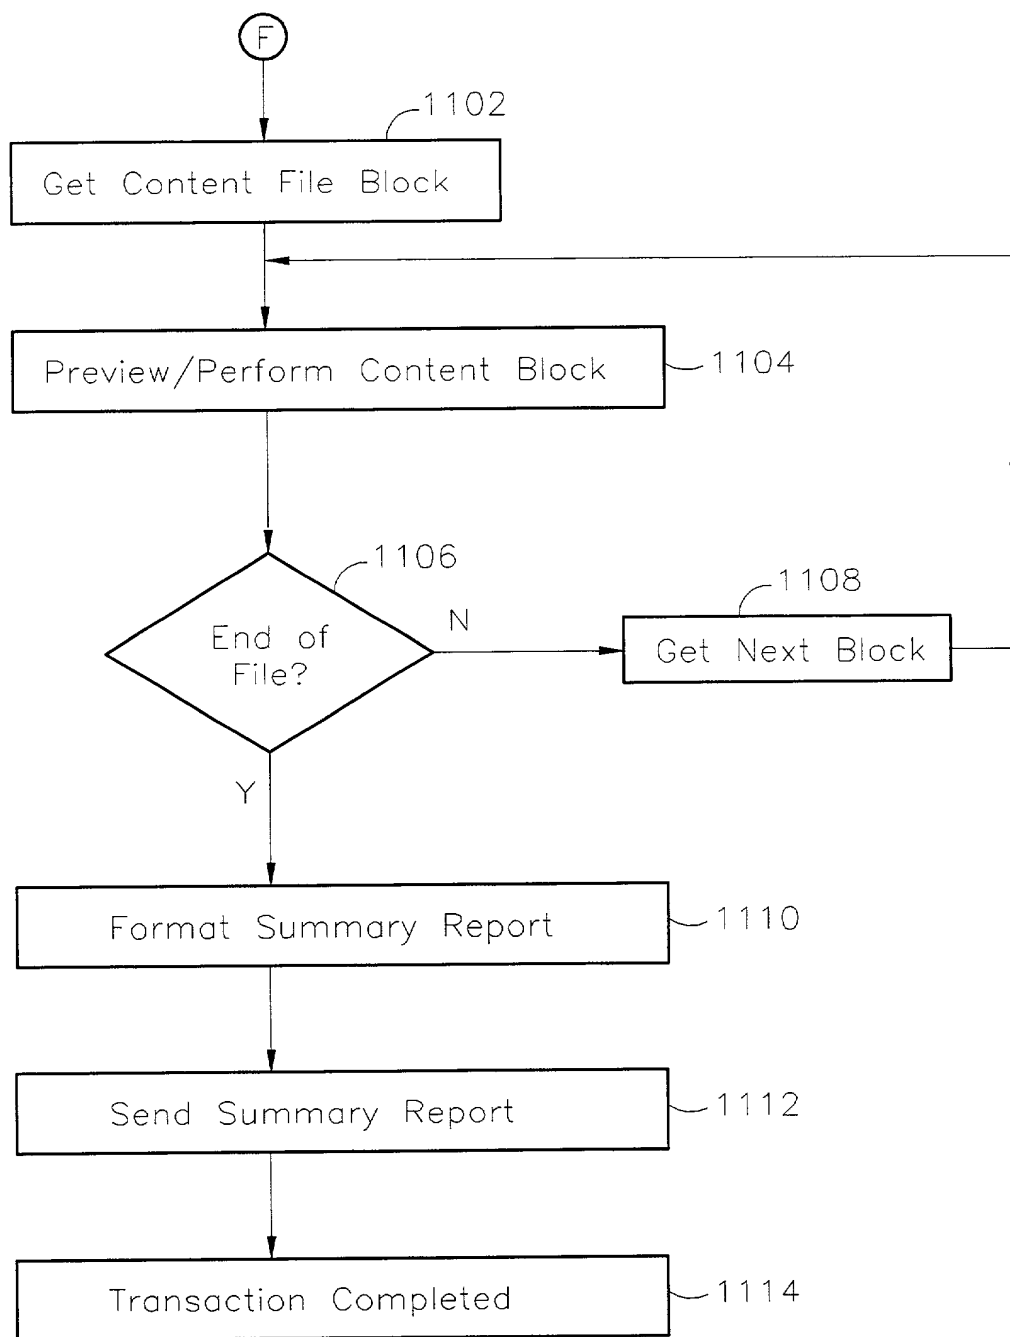 F
1102
Get Content File Block
Preview/Perform Content Block
1104
1106
End of
File?
N
1108
Get Next Block
Y
Format Summary Report
1110
Send Summary Report
1112
Transaction Completed
1114